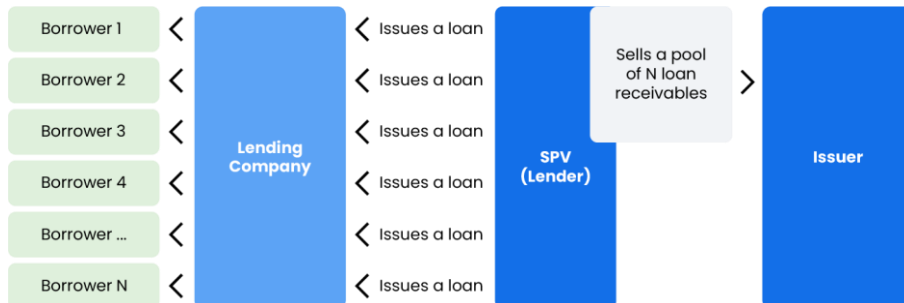 Borrower 1
Issues a loan
Sells a pool
of N loan
receivables
Borrower 2
Issues a loan
Borrower 3
Issues a loan
Lending
Company
SPV
(Lender)
Issuer
Borrower 4
Issues a loan
Borrower ...
Issues a loan
Borrower N
Issues a loan